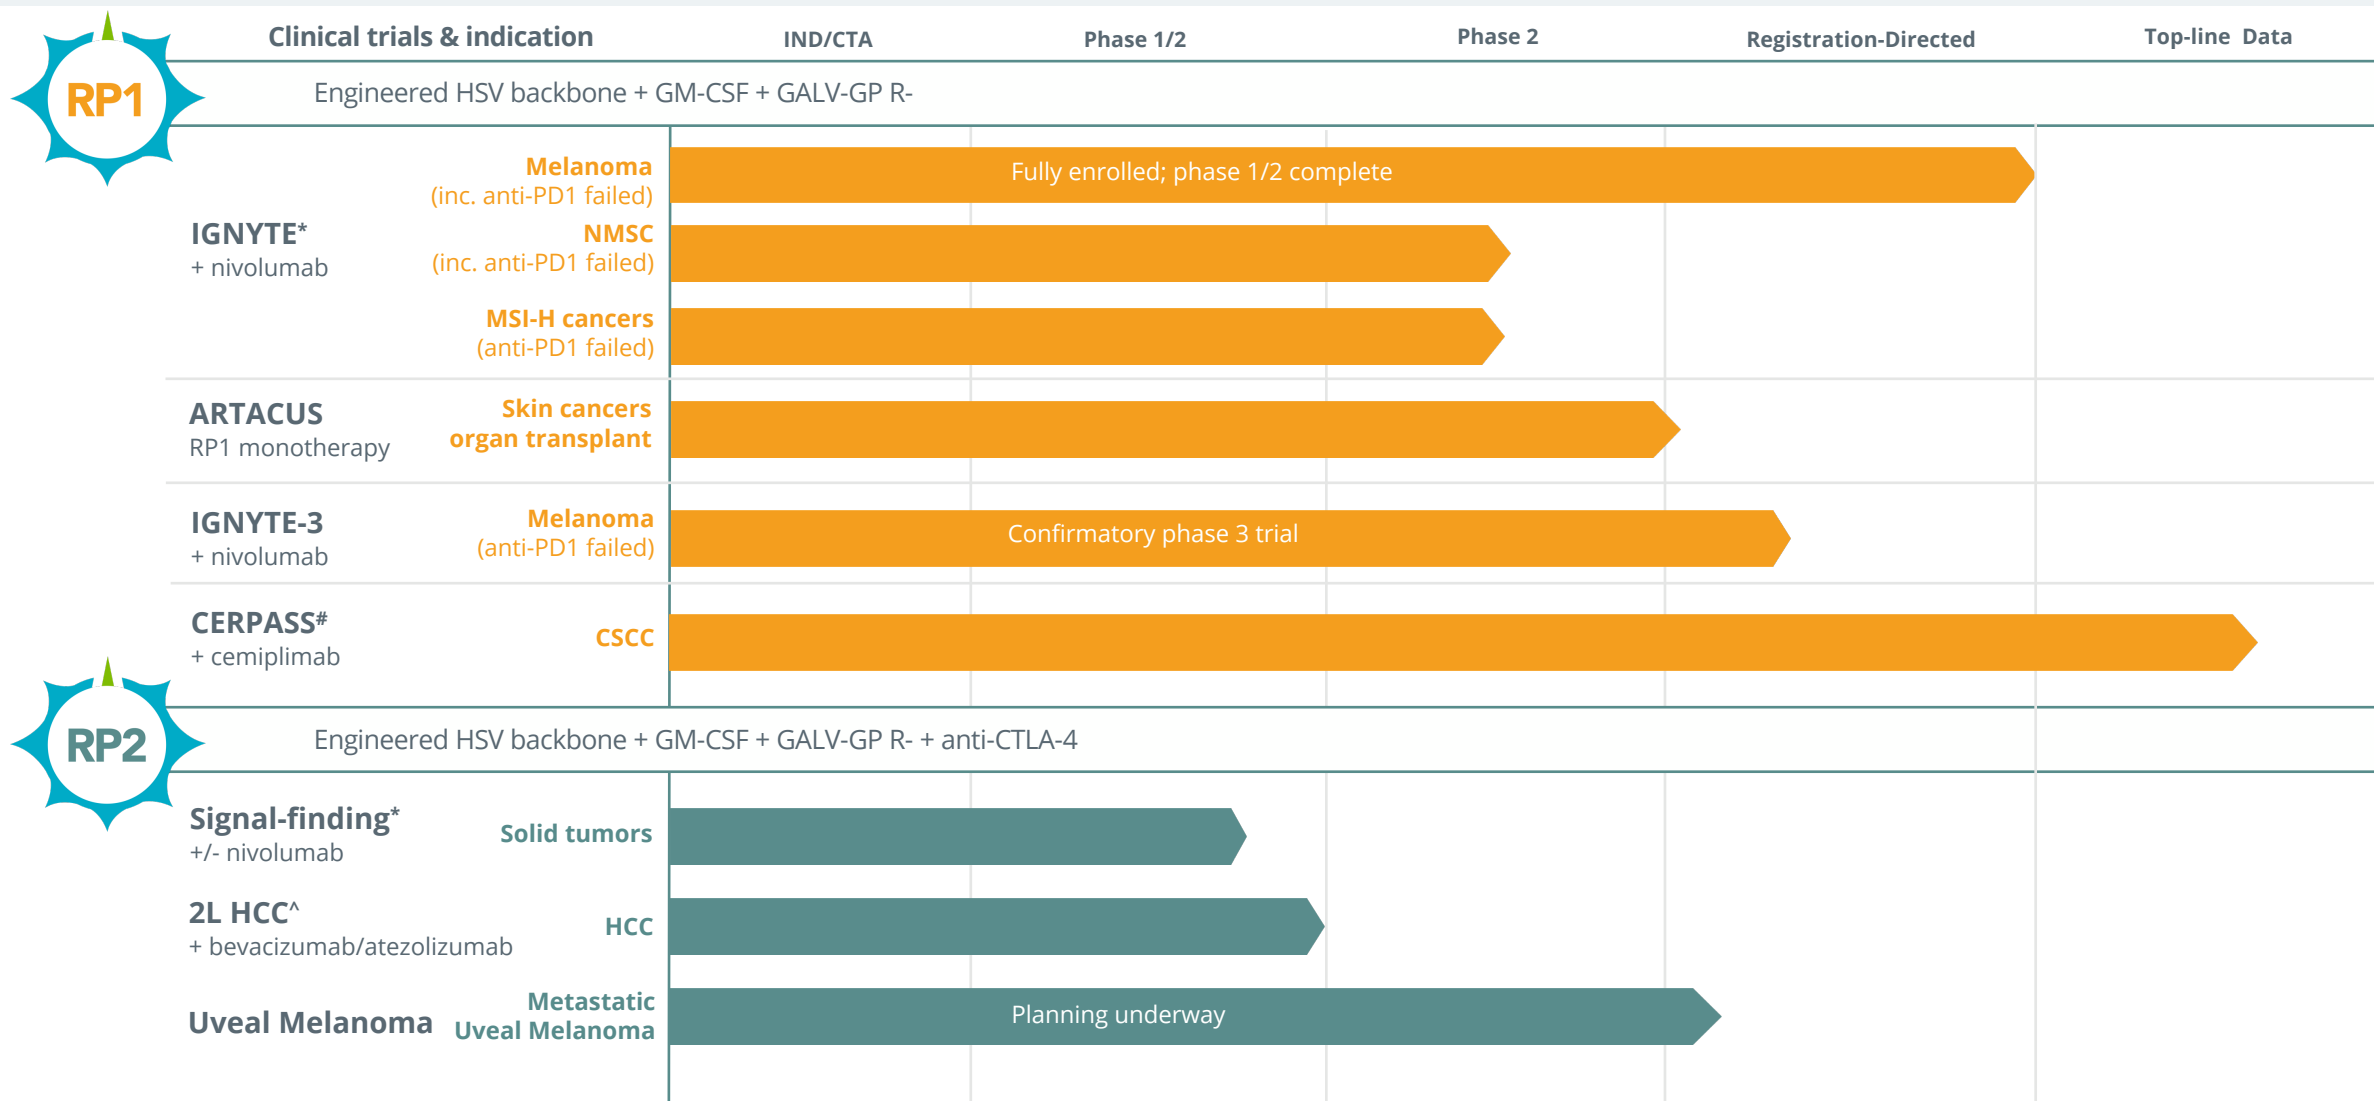 Clinical trials & indication IND/CTA Phase 1/2 Phase 2 Registration-Directed Top-line Data
RP1
Engineered HSV backbone + GM-CSF + GALV-GP R-
IGNYTE*
+ nivolumab
Melanoma
(inc. anti-PD1 failed)
Fully enrolled; phase 1/2 complete
NMSC
(inc. anti-PD1 failed)
MSI-H cancers
(anti-PD1 failed)
ARTACUS
RP1 monotherapy
Skin cancers
organ transplant
IGNYTE-3
+ nivolumab
Melanoma
(anti-PD1 failed)
Confirmatory phase 3 trial
CERPASS#
+ cemiplimab
CSCC
RP2
Engineered HSV backbone + GM-CSF + GALV-GP R- + anti-CTLA-4
Signal-finding*
+/- nivolumab
Solid tumors
2L HCC^
+ bevacizumab/atezolizumab
HCC
Uveal Melanoma
Metastatic
Uveal Melanoma
Planning underway